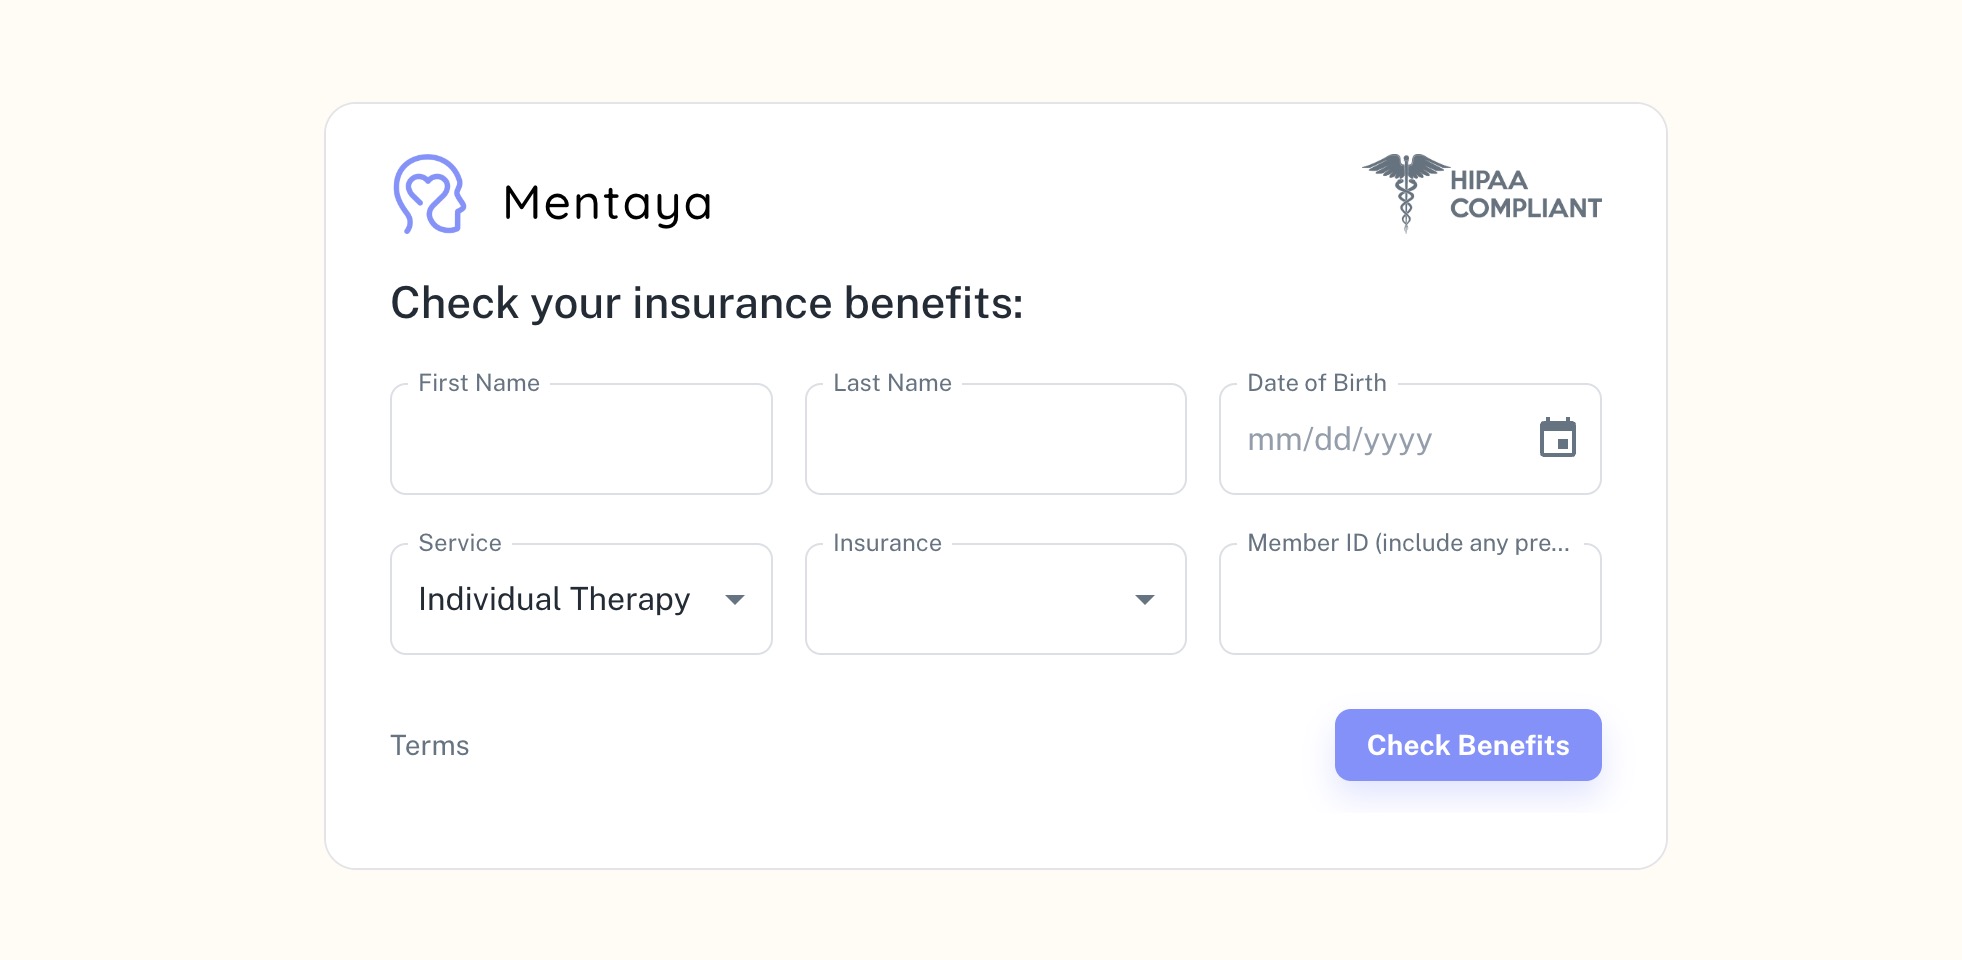 Mentaya
HIPAA
COMPLIANT
Check your insurance benefits:
First Name
Last Name
Date of Birth
mm/dd/yyyy
Service
Individual Therapy
Insurance
Member ID (include any pre...
Terms
Check Benefits